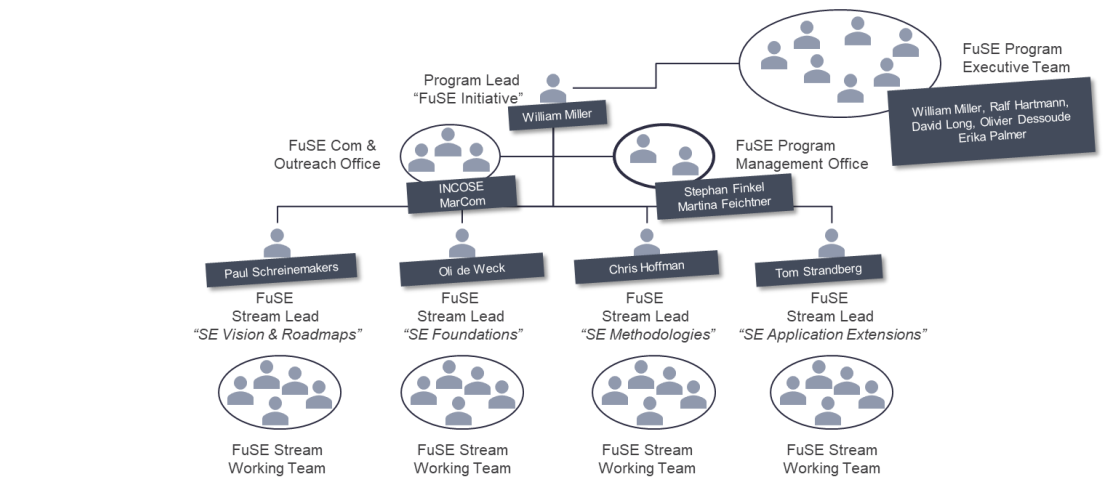 Program Lead
“FuSE Initiative”
William Miller
FuSE Program
Executive Team
William Miller, Ralf Hartmann,
David Long, Olivier Dessoude
Erika Palmer
FuSE Com &
Outreach Office
INCOSE
MarCom
FuSE Program
Management Office
Stephan Finkel
Martina Feichtner
Paul Schreinemakers
FuSE
Stream Lead
“SE Vision & Roadmaps”
FuSE Stream
Working Team
Oli de Weck
FuSE
Stream Lead
“SE Foundations”
FuSE Stream
Working Team
Chris Hoffman
FuSE
Stream Lead
“SE Methodologies”
FuSE Stream
Working Team
Tom Strandberg
FuSE
Stream Lead
“SE Application Extensions”
FuSE Stream
Working Team